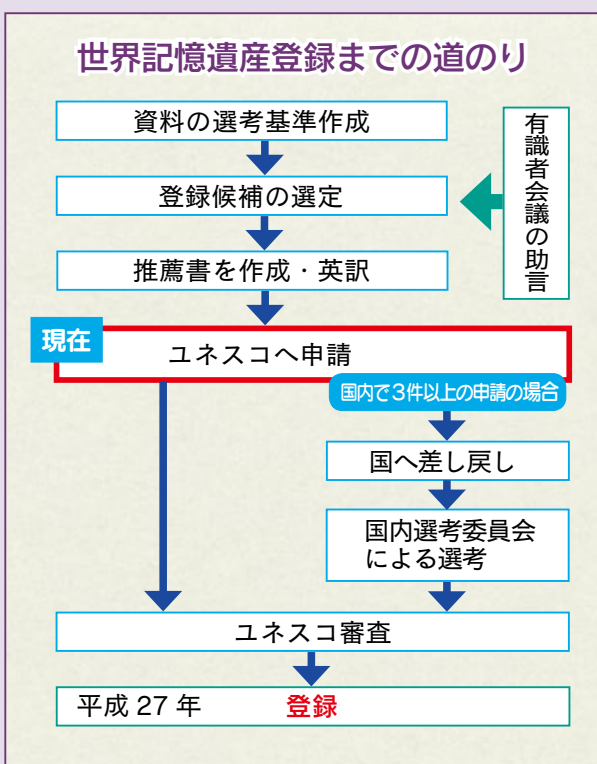 世界記憶遺産登録までの道のり
資料の選考基準作成
登録候補の選定
有識者会議の助言
推薦書を作成・英訳
現在
ユネスコへ申請
国内で3件以上の申請の場合
国へ差し戻し
国内選考委員会
による選考
ユネスコ審査
平成 27 年 登録